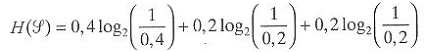 H(𝒮) = 0,4 log₂(1/0,4) + 0,2 log₂(1/0,2) + 0,2 log₂(1/0,2)